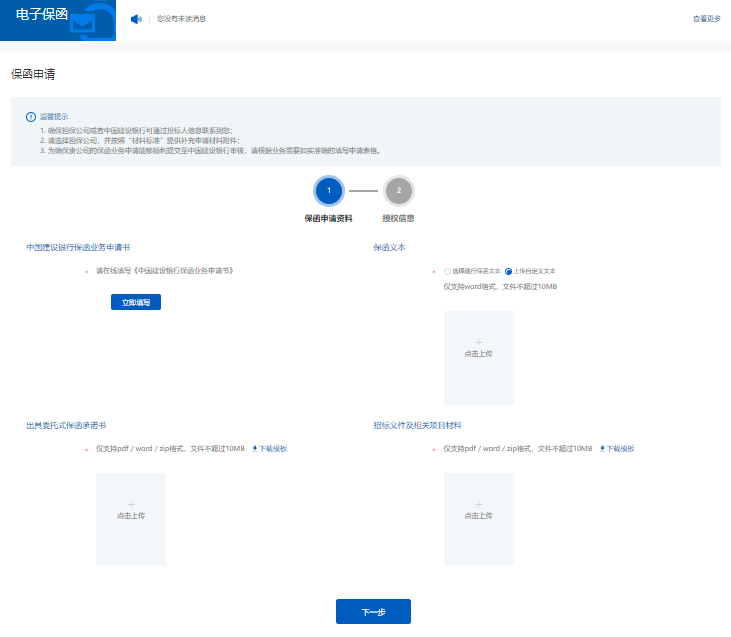 电子保函
您没有未读消息
查看更多
保函申请
温馨提示
1. 确保担保公司或者中国建设银行可通过投标人信息联系到您；
2. 请选择担保公司，并按照“材料标准”提供补充申请材料附件；
3. 为确保贵公司的保函业务申请能够顺利提交至中国建设银行审核，请根据业务需要如实准确的填写申请表格。
1
2
保函申请资料
授权信息
中国建设银行保函业务申请书
* 请在线填写《中国建设银行保函业务申请书》
立即填写
保函文本
* 选择建行保函文本 上传自定义文本
仅支持word格式，文件不超过10MB
点击上传
出具委托式保函承诺书
* 仅支持pdf / word / zip格式，文件不超过10MB 下载模板
点击上传
招标文件及相关项目材料
* 仅支持pdf / word / zip格式，文件不超过10MB 下载模板
点击上传
下一步